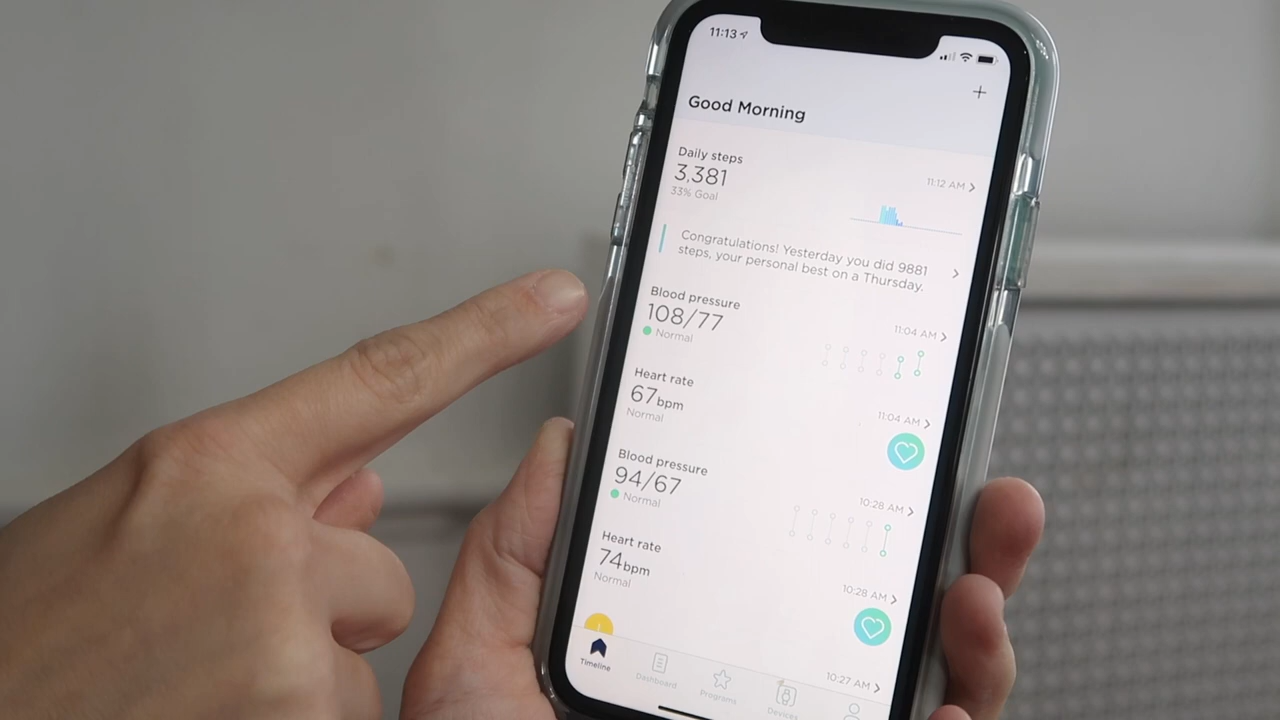 11:13
Good Morning
Daily steps
3,381
33% Goal
11:12 AM
Congratulations! Yesterday you did 9881
steps, your personal best on a Thursday.
Blood pressure
108/77
Normal
11:04 AM
Heart rate
67bpm
Normal
11:04 AM
Blood pressure
94/67
Normal
10:28 AM
Heart rate
74bpm
Normal
10:28 AM
10:27 AM
Timeline
Dashboard
Programs
Devices